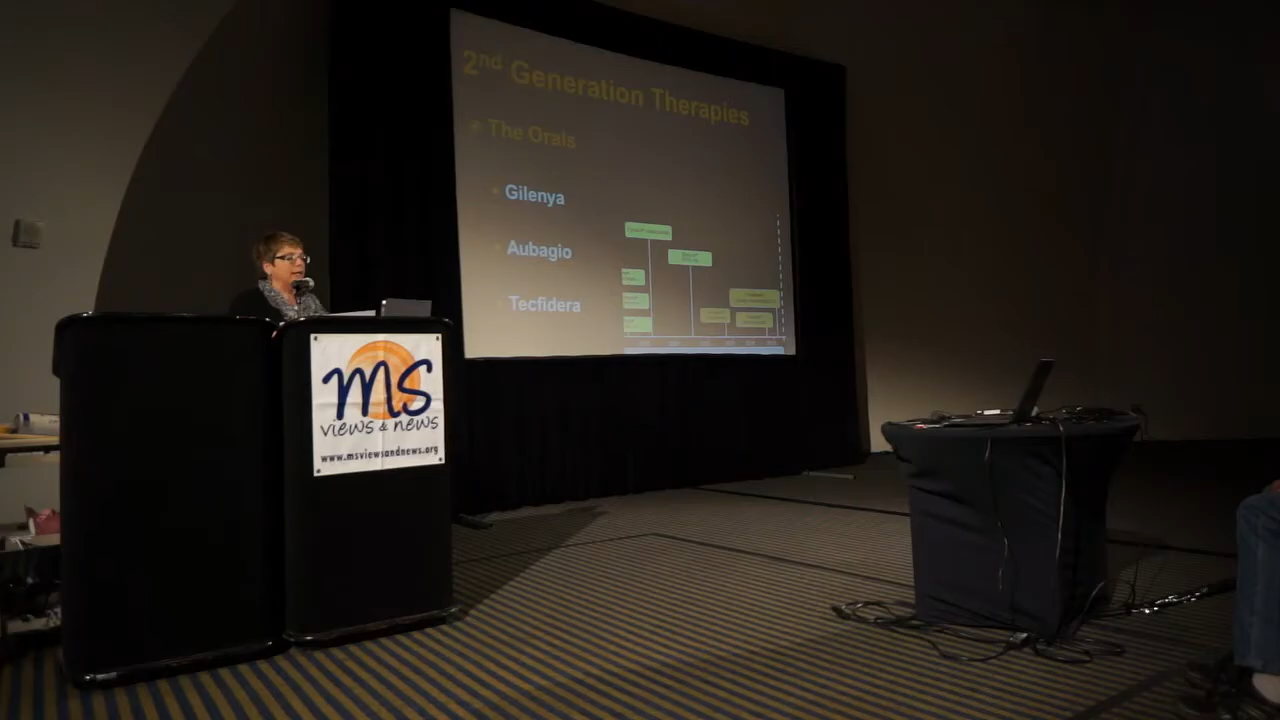 2nd Generation Therapies
The Orals
Gilenya
Aubagio
Tecfidera
MS
views & news
www.msviewsandnews.org